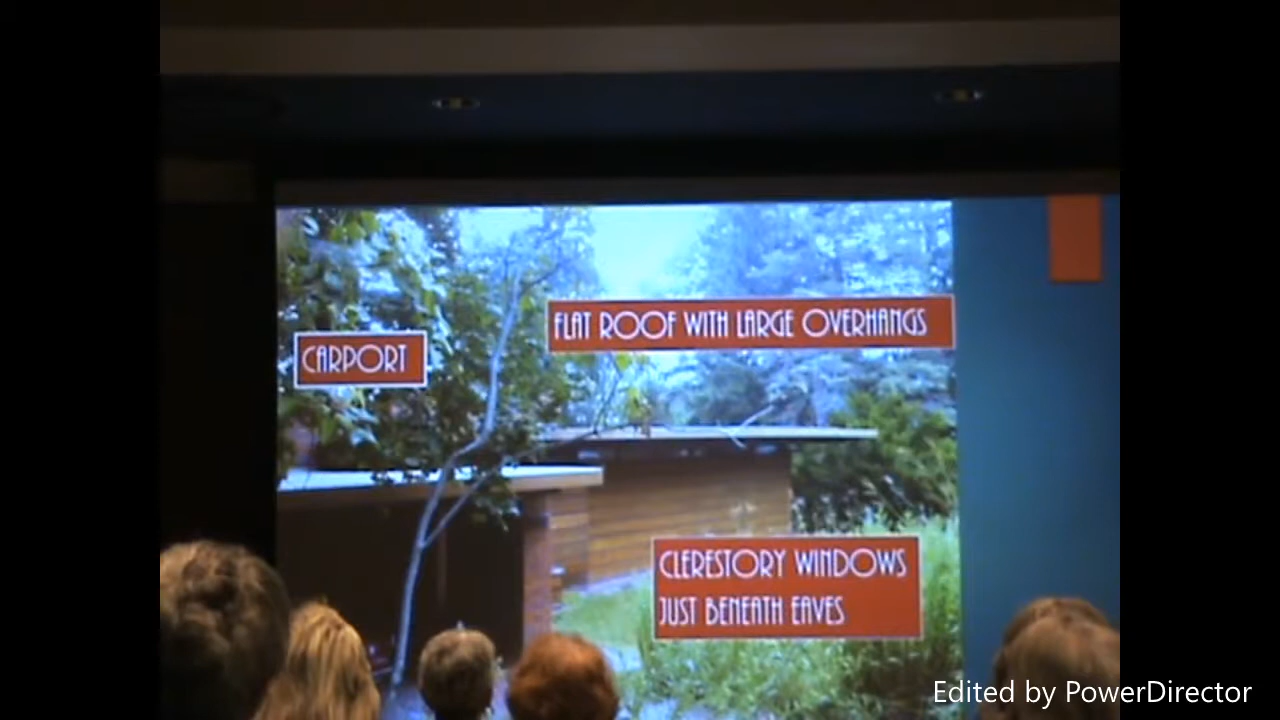 FLAT ROOF WITH LARGE OVERHANGS
CARPORT
CLERESTORY WINDOWS
JUST BENEATH EAVES
Edited by PowerDirector